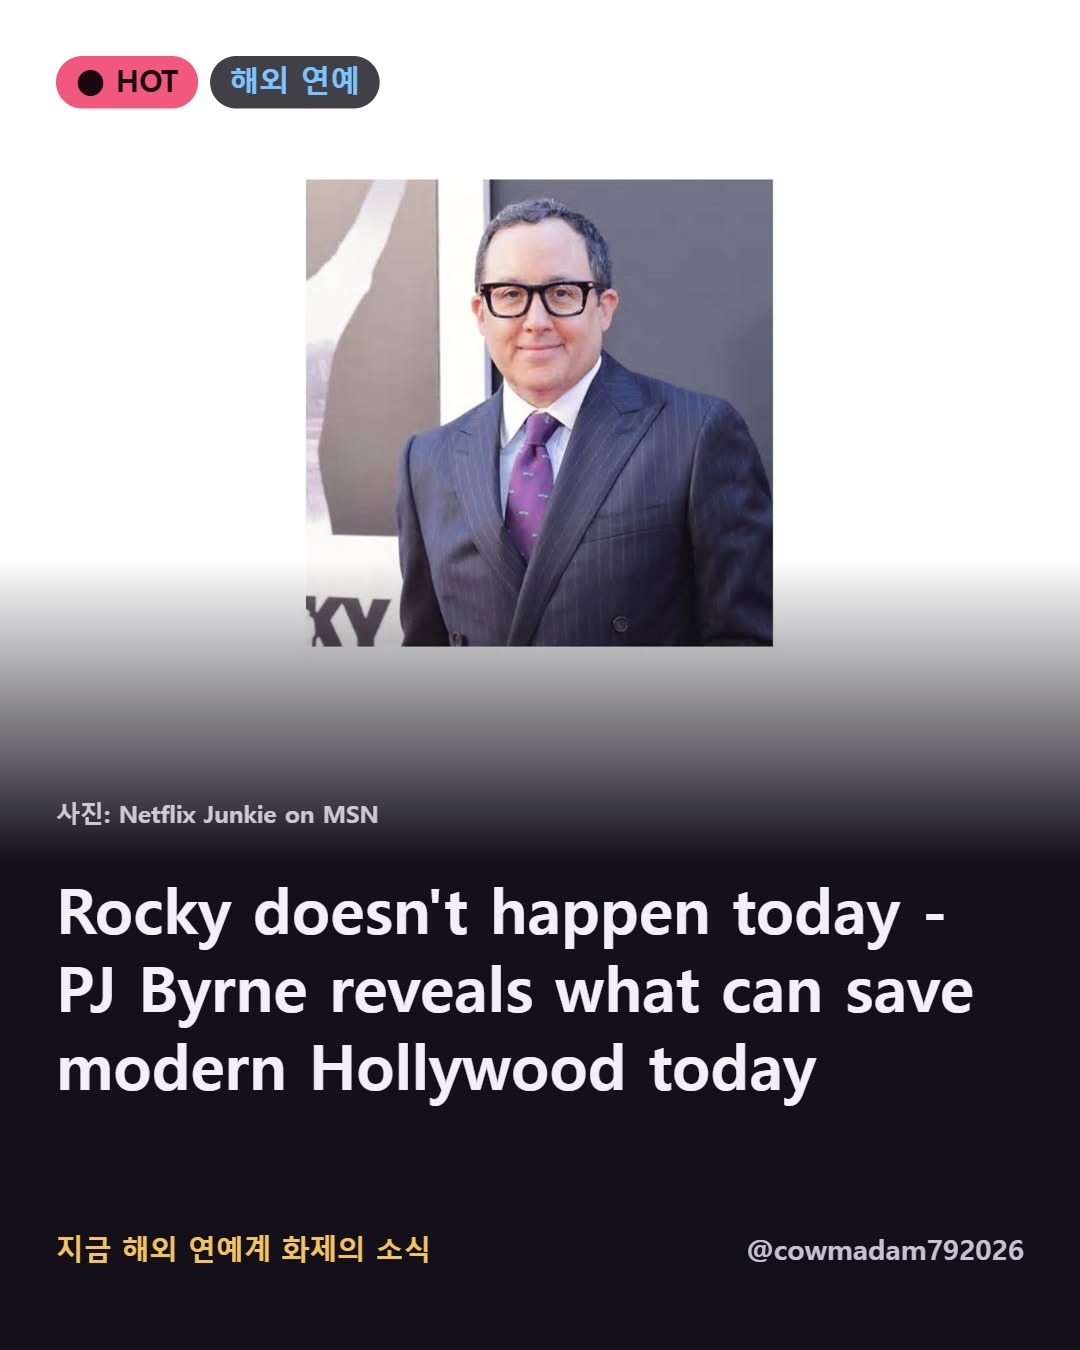 HOT
해외 연예
KY
사진: Netflix Junkie on MSN
Rocky doesn't happen today -
PJ Byrne reveals what can save
modern Hollywood today
지금 해외 연예계 화제의 소식
@cowmadam792026